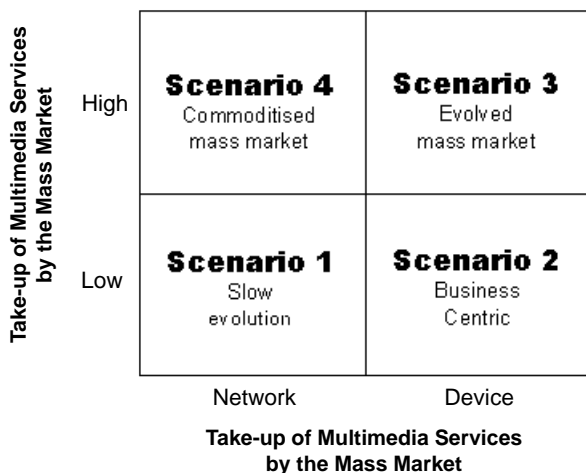 Take-up of Multimedia Services
by the Mass Market
High
Scenario 4
Commoditised
mass market
Scenario 3
Evolved
mass market
Low
Scenario 1
Slow
evolution
Scenario 2
Business
Centric
Network
Device
Take-up of Multimedia Services
by the Mass Market